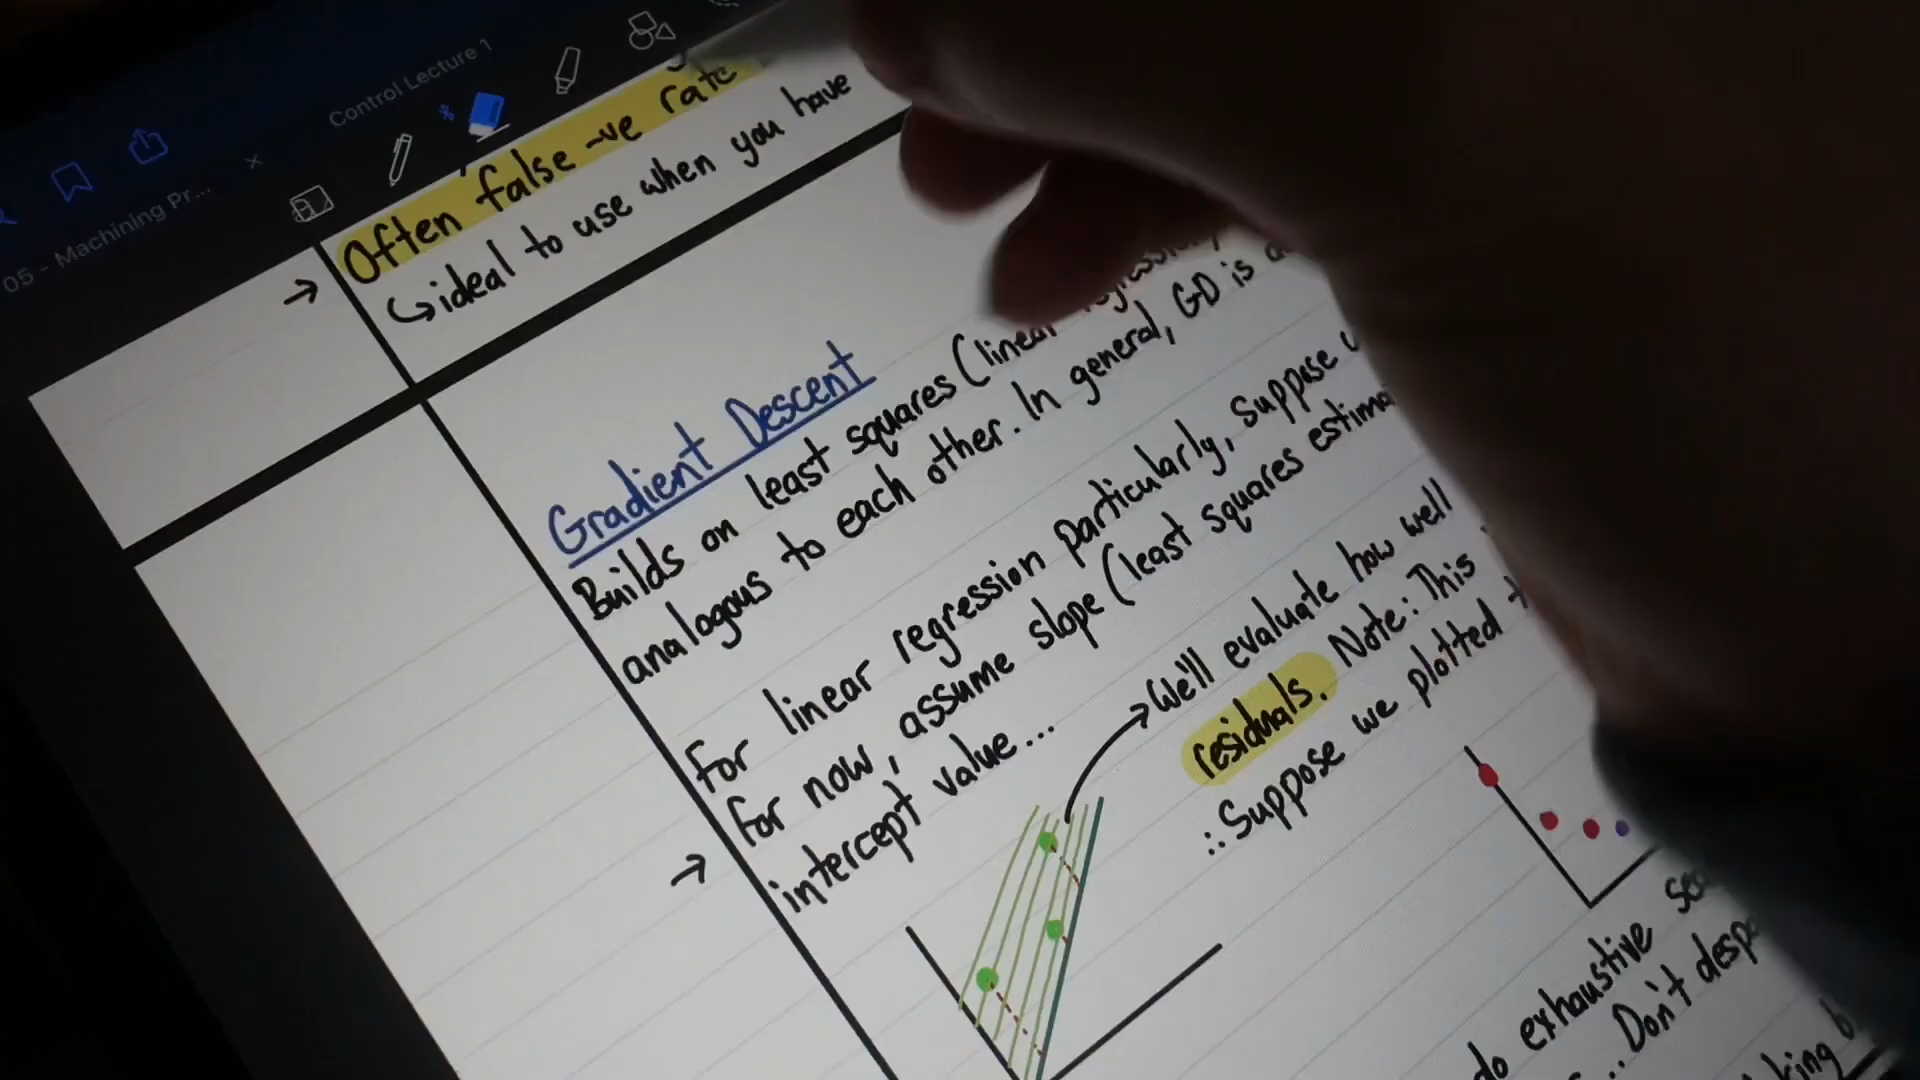 Control Lecture 1
05 - Machining Pr...
Often false -ve rate
ideal to use when you have
Gradient Descent
Builds on least squares (linear
analogous to each other. In general, GD is
For linear regression particularly, suppose
For now, assume slope (least squares
intercept value...
We'll evaluate how well
residuals. Note: This
∴ Suppose we plotted
do exhaustive
... Don't